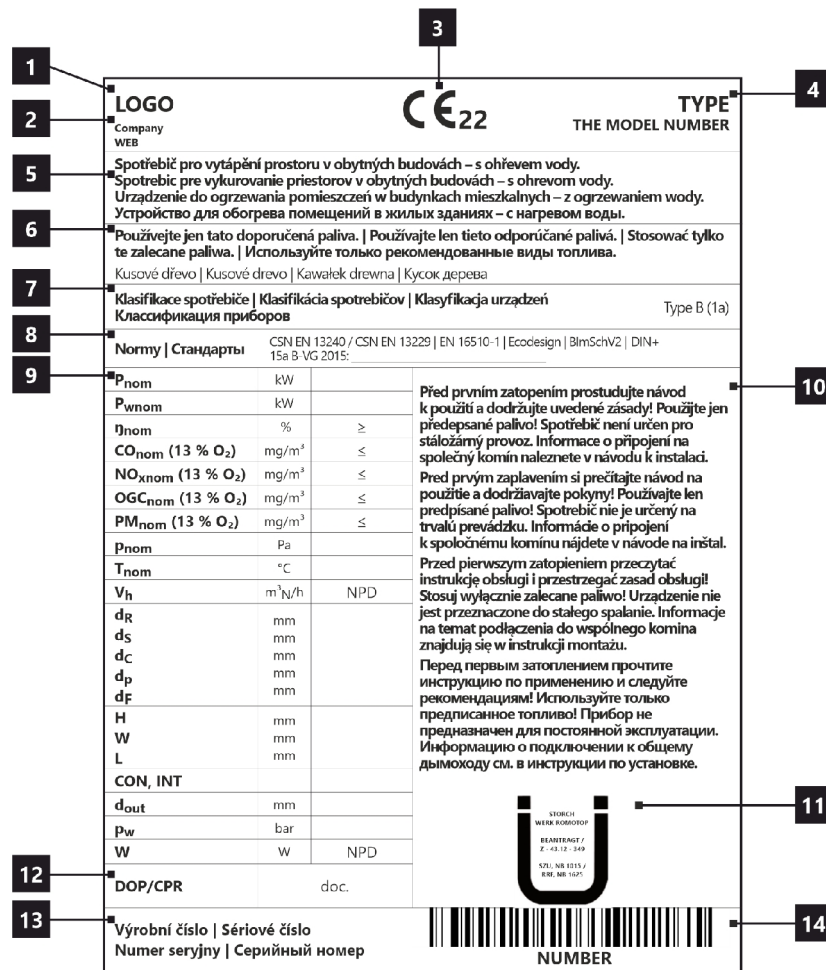 3
1
LOGO
CE22
TYPE
4
2
Company
WEB
THE MODEL NUMBER
5
Spotřebič pro vytápění prostoru v obytných budovách – s ohřevem vody.
Spotrebic pre vykurovanie priestorov v obytných budovách – s ohrevom vody.
Urządzenie do ogrzewania pomieszczeń w budynkach mieszkalnych – z ogrzewaniem wody.
Устройство для обогрева помещений в жилых зданиях – с нагревом воды.
6
Používejte jen tato doporučená paliva. | Používajte len tieto odporúčané palivá. | Stosować tylko
te zalecane paliwa. | Используйте только рекомендованные виды топлива.
Kusové dřevo | Kusové drevo | Kawałek drewna | Кусок дерева
7
Klasifikace spotřebiče | Klasifikácia spotrebičov | Klasyfikacja urządzeń
Классификация приборов
Type B (1a)
8
Normy | Стандарты
CSN EN 13240 / CSN EN 13229 | EN 16510-1 | Ecodesign | BImSchV2 | DIN+
15a B-VG 2015: ____________________
9
Pnom kW
Pwnom kW
ηnom % ≥
COnom (13 % O₂) mg/m³ ≤
NOxnom (13 % O₂) mg/m³ ≤
OGCnom (13 % O₂) mg/m³ ≤
PMnom (13 % O₂) mg/m³ ≤
pnom Pa
Tnom °C
Vh m³N/h NPD
dR mm
dS mm
dC mm
dp mm
dF mm
H mm
W mm
L mm
CON, INT
dout mm
pw bar
W W NPD
10
Před prvním zatopením prostudujte návod
k použití a dodržujte uvedené zásady! Použijte jen
předepsané palivo! Spotřebič není určen pro
stáložárný provoz. Informace o připojení na
společný komín naleznete v návodu k instalaci.
Pred prvým zaplavením si prečítajte návod na
použitie a dodržiavajte pokyny! Používajte len
predpísané palivo! Spotrebič nie je určený na
trvalú prevádzku. Informácie o pripojení
k spoločnému komínu nájdete v návode na inštal.
Przed pierwszym zatopieniem przeczytać
instrukcję obsługi i przestrzegać zasad obsługi!
Stosuj wyłącznie zalecane paliwo! Urządzenie nie
jest przeznaczone do stałego spalanie. Informacje
na temat podłączenia do wspólnego komina
znajdują się w instrukcji montażu.
Перед первым затоплением прочтите
инструкцию по применению и следуйте
рекомендациям! Используйте только
предписанное топливо! Прибор не
предназначен для постоянной эксплуатации.
Информацию о подключении к общему
дымоходу см. в инструкции по установке.
11
STORCH
WERK ROMOTOP
BEANTRAGT /
Z - 43.12 - 349
SZU, NB 1015 /
RRF, NB 1625
12
DOP/CPR doc.
13
Výrobní číslo | Sériové číslo
Numer seryjny | Серийный номер
14
NUMBER